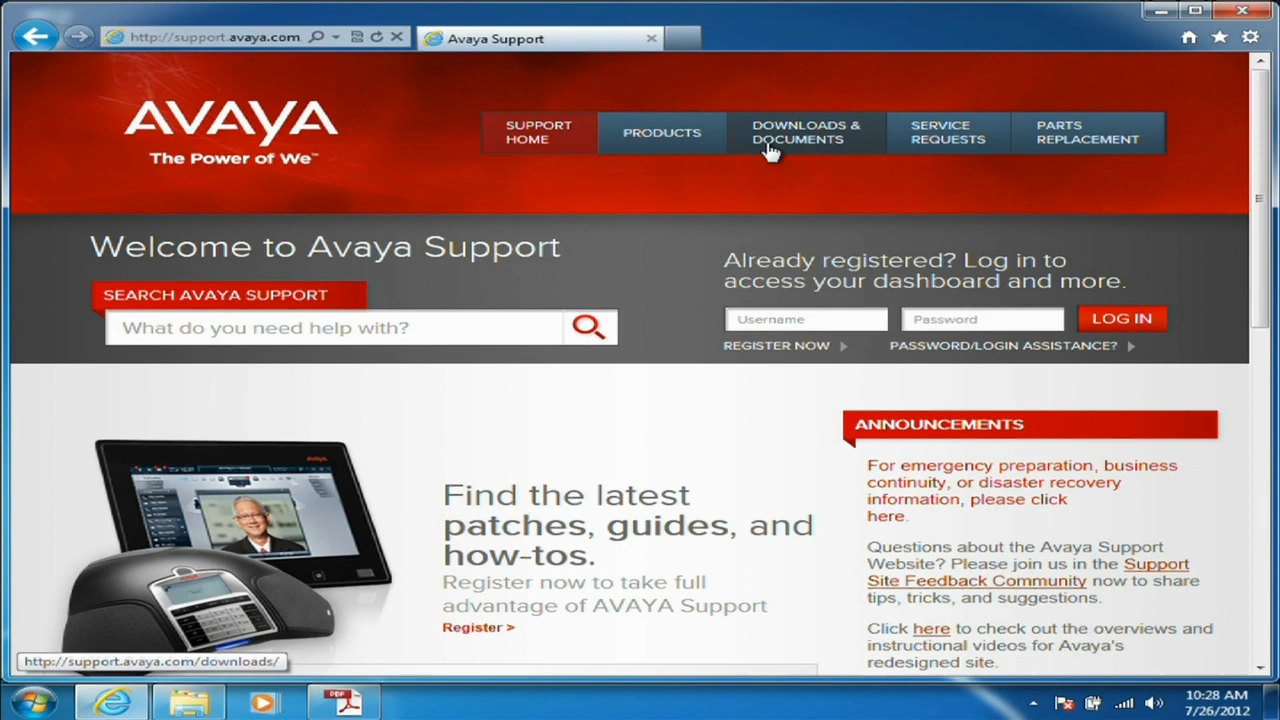 http://support.avaya.com
Avaya Support
AVAYA
The Power of We™
SUPPORT HOME
PRODUCTS
DOWNLOADS & DOCUMENTS
SERVICE REQUESTS
PARTS REPLACEMENT
Welcome to Avaya Support
SEARCH AVAYA SUPPORT
What do you need help with?
Already registered? Log in to
access your dashboard and more.
Username
Password
LOG IN
REGISTER NOW
PASSWORD/LOGIN ASSISTANCE?
Find the latest
patches, guides, and
how-tos.
Register now to take full
advantage of AVAYA Support
Register >
ANNOUNCEMENTS
For emergency preparation, business
continuity, or disaster recovery
information, please click
here.
Questions about the Avaya Support
Website? Please join us in the Support
Site Feedback Community now to share
tips, tricks, and suggestions.
Click here to check out the overviews and
instructional videos for Avaya's
redesigned site.
http://support.avaya.com/downloads/
PDF
10:28 AM
7/26/2012